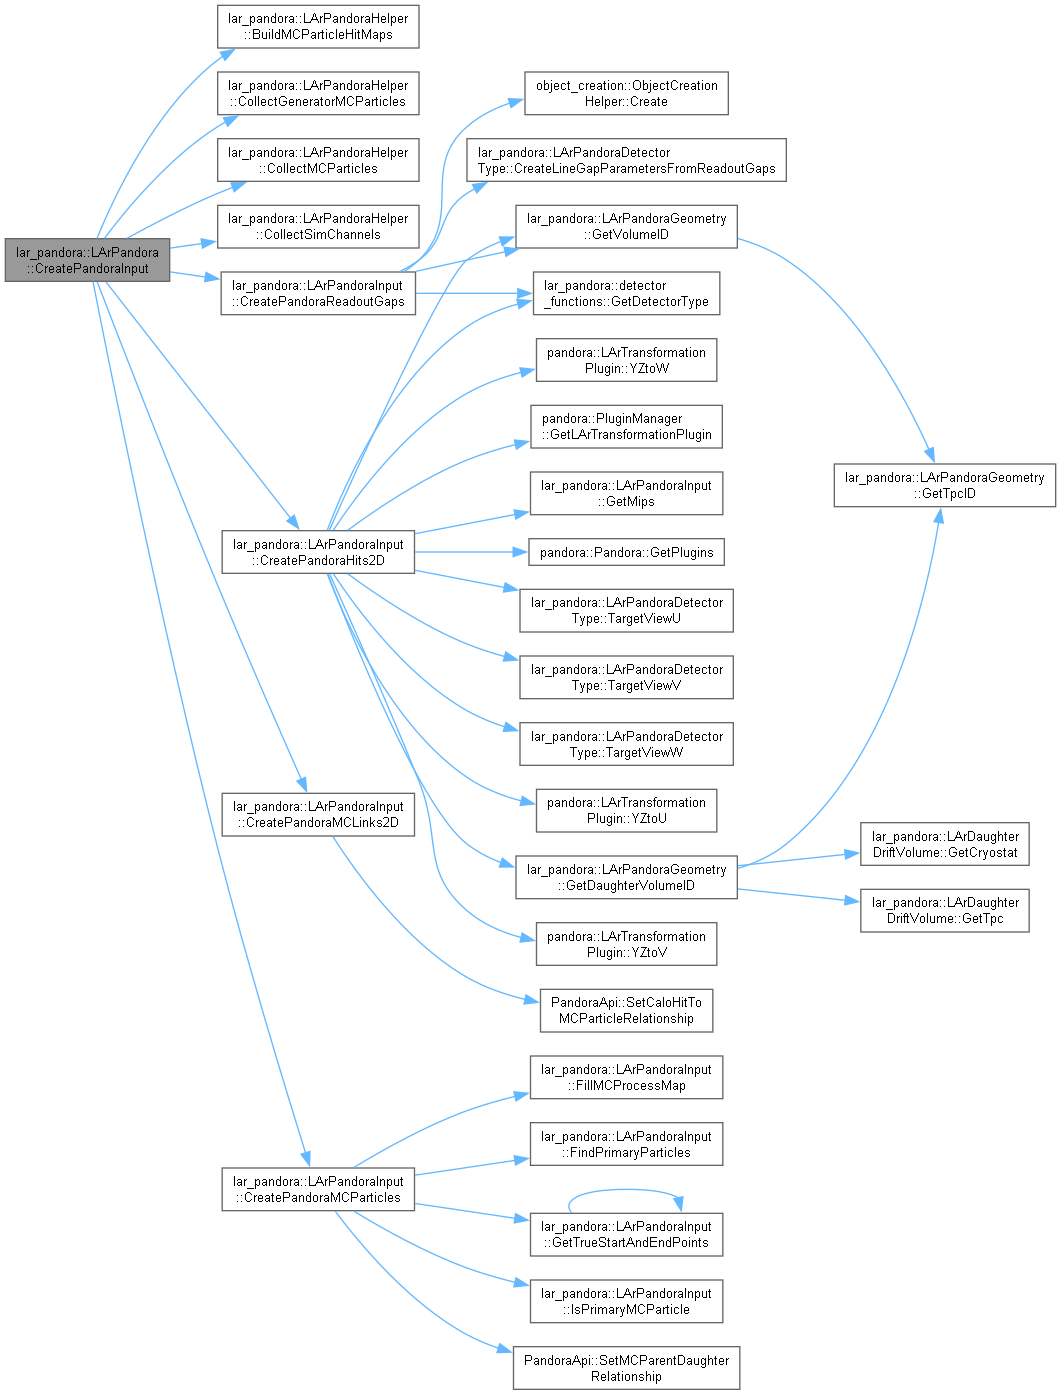 lar_pandora::LArPandora
::CreatePandoraInput
lar_pandora::LArPandoraHelper
::BuildMCParticleHitMaps
lar_pandora::LArPandoraHelper
::CollectGeneratorMCParticles
lar_pandora::LArPandoraHelper
::CollectMCParticles
lar_pandora::LArPandoraHelper
::CollectSimChannels
lar_pandora::LArPandoraInput
::CreatePandoraReadoutGaps
lar_pandora::LArPandoraInput
::CreatePandoraHits2D
lar_pandora::LArPandoraInput
::CreatePandoraMCLinks2D
lar_pandora::LArPandoraInput
::CreatePandoraMCParticles
object_creation::ObjectCreation
Helper::Create
lar_pandora::LArPandoraDetector
Type::CreateLineGapParametersFromReadoutGaps
lar_pandora::LArPandoraGeometry
::GetVolumeID
lar_pandora::detector
_functions::GetDetectorType
pandora::LArTransformation
Plugin::YZtoW
pandora::PluginManager
::GetLArTransformationPlugin
lar_pandora::LArPandoraInput
::GetMips
pandora::Pandora::GetPlugins
lar_pandora::LArPandoraDetector
Type::TargetViewU
lar_pandora::LArPandoraDetector
Type::TargetViewV
lar_pandora::LArPandoraDetector
Type::TargetViewW
pandora::LArTransformation
Plugin::YZtoU
lar_pandora::LArPandoraGeometry
::GetDaughterVolumeID
pandora::LArTransformation
Plugin::YZtoV
PandoraApi::SetCaloHitTo
MCParticleRelationship
lar_pandora::LArPandoraInput
::FillMCProcessMap
lar_pandora::LArPandoraInput
::FindPrimaryParticles
lar_pandora::LArPandoraInput
::GetTrueStartAndEndPoints
lar_pandora::LArPandoraInput
::IsPrimaryMCParticle
PandoraApi::SetMCParentDaughter
Relationship
lar_pandora::LArPandoraGeometry
::GetTpcID
lar_pandora::LArDaughter
DriftVolume::GetCryostat
lar_pandora::LArDaughter
DriftVolume::GetTpc